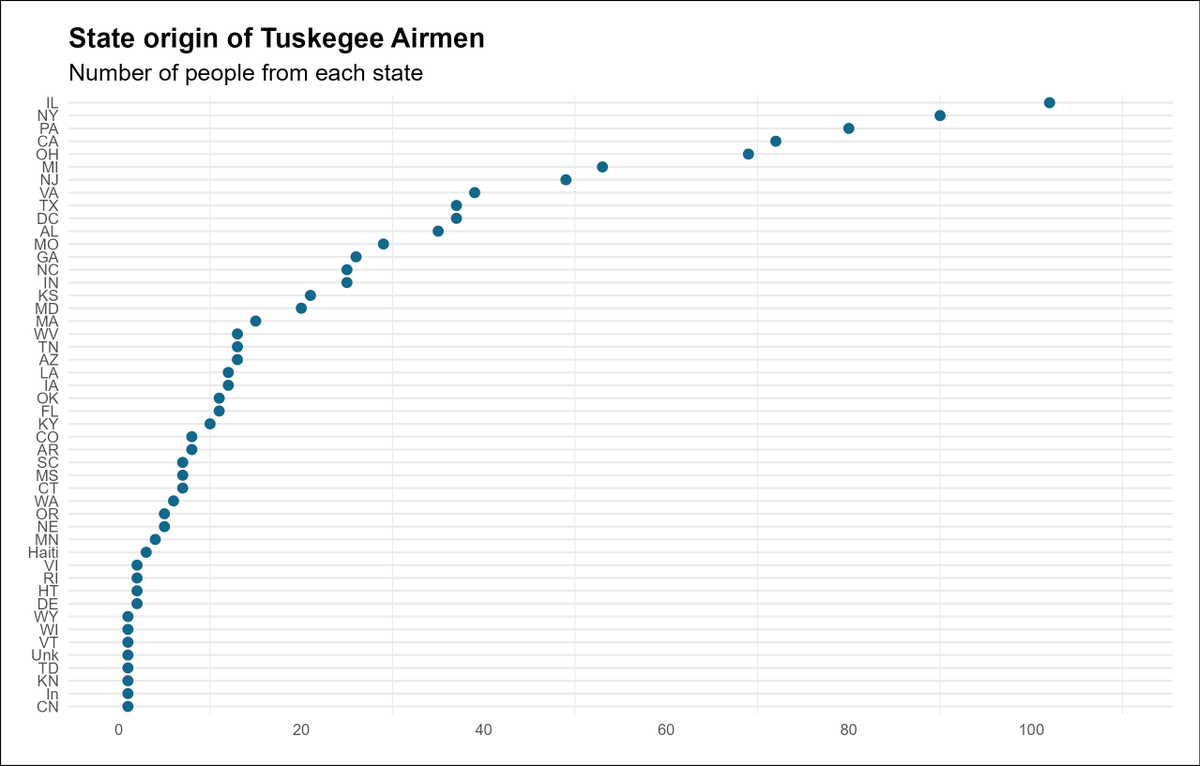 State origin of Tuskegee Airmen
Number of people from each state
IL
NY
PA
CA
OH
MI
NJ
VA
TX
DC
AL
MO
GA
NC
IN
KS
MD
MA
WV
TN
AZ
LA
IA
OK
FL
KY
CO
AR
SC
MS
CT
WA
OR
NE
MN
Haiti
VI
RI
HT
DE
WY
WI
VT
Unk
TD
KN
In
CN
0 20 40 60 80 100